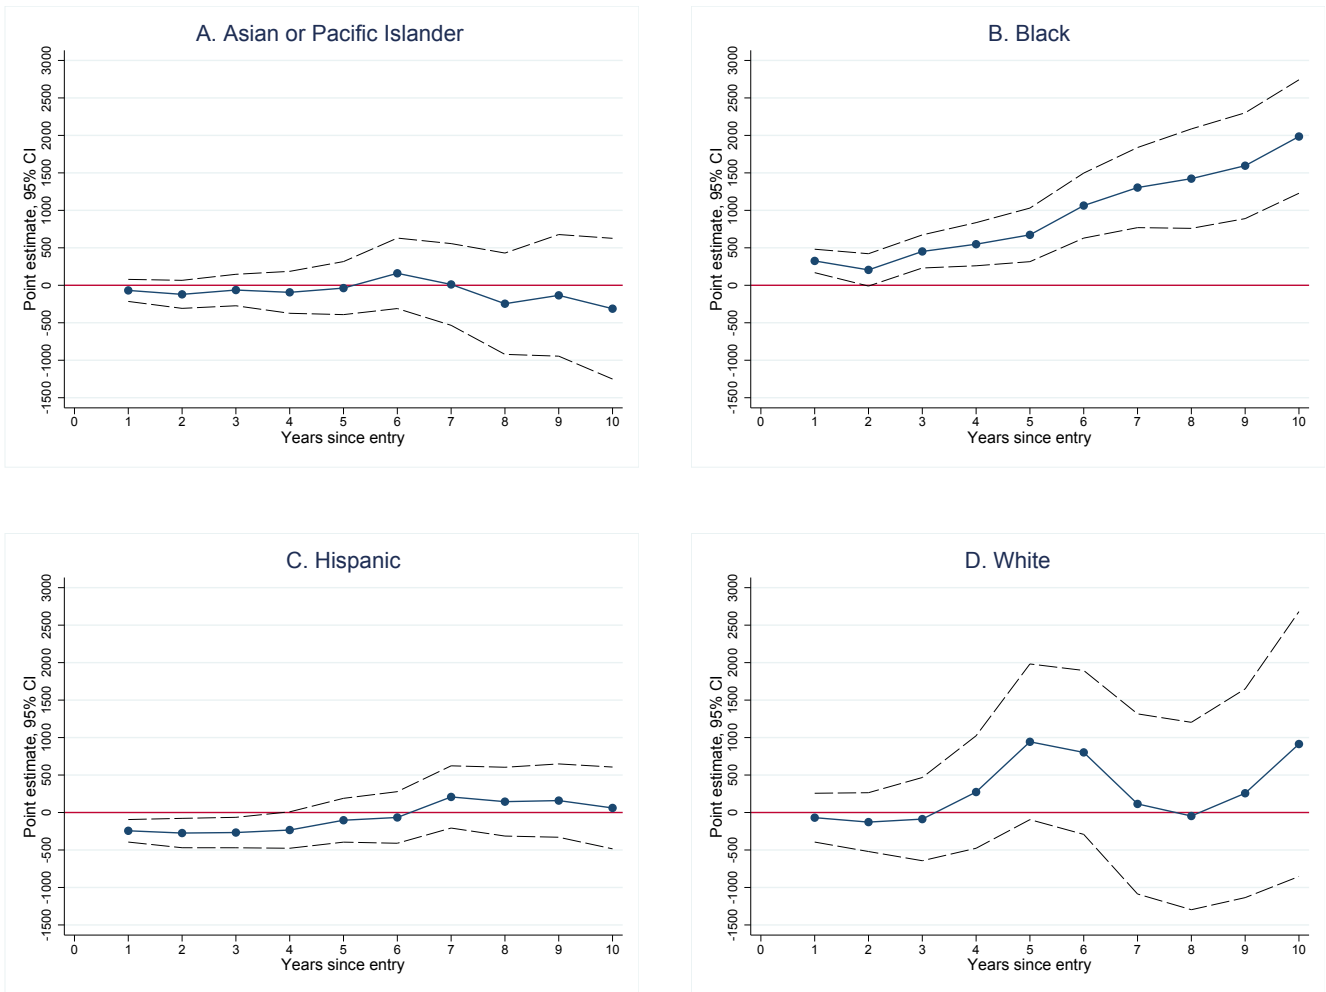 A. Asian or Pacific Islander
Point estimate, 95% CI
3000
2500
2000
1500
1000
500
0
-500
-1000
-1500
0 1 2 3 4 5 6 7 8 9 10
Years since entry
B. Black
Point estimate, 95% CI
3000
2500
2000
1500
1000
500
0
-500
-1000
-1500
0 1 2 3 4 5 6 7 8 9 10
Years since entry
C. Hispanic
Point estimate, 95% CI
3000
2500
2000
1500
1000
500
0
-500
-1000
-1500
0 1 2 3 4 5 6 7 8 9 10
Years since entry
D. White
Point estimate, 95% CI
3000
2500
2000
1500
1000
500
0
-500
-1000
-1500
0 1 2 3 4 5 6 7 8 9 10
Years since entry